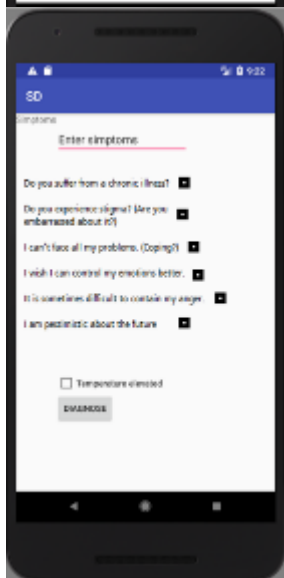 9:22
SD
Simptoms
Enter simptoms
Do you suffer from a chronic illness?
Do you experience stigma? (Are you
embarrassed about it?)
I can't face all my problems. (Coping?)
I wish I can control my emotions better.
It is sometimes difficult to contain my anger.
I am pestimistic about the future
Temperature elevated
DIAGNOSE